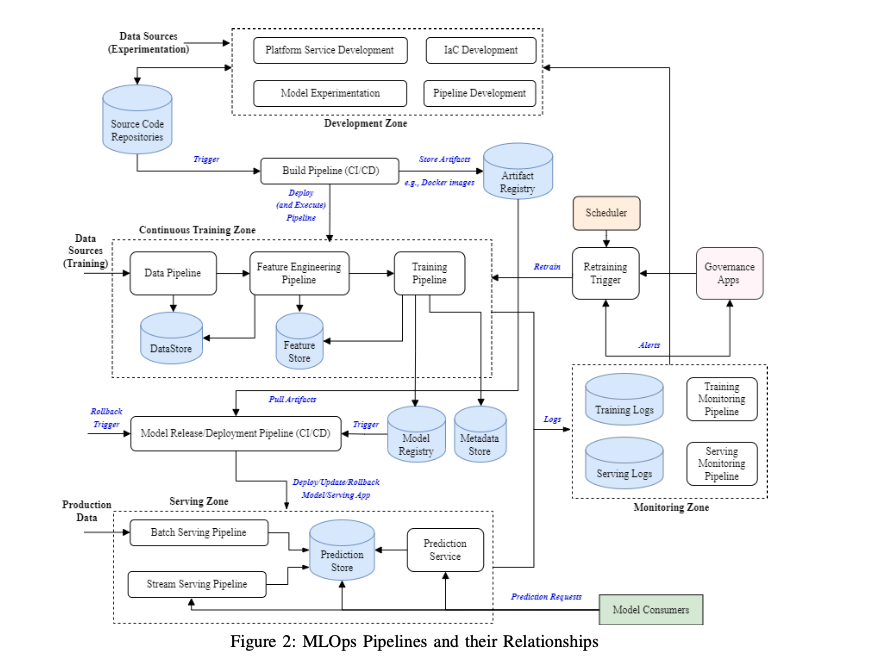 Data Sources
(Experimentation)
Platform Service Development
IaC Development
Model Experimentation
Pipeline Development
Development Zone
Source Code
Repositories
Trigger
Build Pipeline (CI/CD)
Store Artifacts
e.g., Docker images
Artifact
Registry
Deploy
(and Execute)
Pipeline
Scheduler
Continuous Training Zone
Data
Sources
(Training)
Data Pipeline
Feature Engineering
Pipeline
Training
Pipeline
Retrain
Retraining
Trigger
Governance
Apps
DataStore
Feature
Store
Alerts
Pull Artifacts
Rollback
Trigger
Model Release/Deployment Pipeline (CI/CD)
Trigger
Model
Registry
Metadata
Store
Logs
Training Logs
Training
Monitoring
Pipeline
Serving Logs
Serving
Monitoring
Pipeline
Monitoring Zone
Deploy/Update/Rollback
Model/Serving App
Production
Data
Serving Zone
Batch Serving Pipeline
Prediction
Store
Prediction
Service
Stream Serving Pipeline
Prediction Requests
Model Consumers
Figure 2: MLOps Pipelines and their Relationships